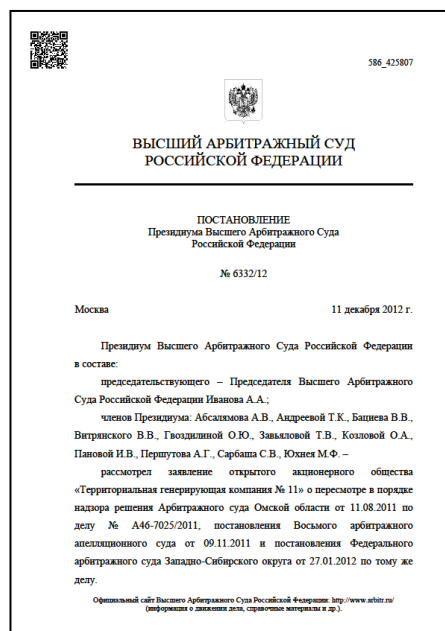 586_425807
ВЫСШИЙ АРБИТРАЖНЫЙ СУД
РОССИЙСКОЙ ФЕДЕРАЦИИ
ПОСТАНОВЛЕНИЕ
Президиума Высшего Арбитражного Суда
Российской Федерации
№ 6332/12
Москва 11 декабря 2012 г.
Президиум Высшего Арбитражного Суда Российской Федерации
в составе:
председательствующего – Председателя Высшего Арбитражного
Суда Российской Федерации Иванова А.А.;
членов Президиума: Абсалямова А.В., Андреевой Т.К., Бациева В.В.,
Витрянского В.В., Гвоздилиной О.Ю., Завьяловой Т.В., Козловой О.А.,
Пановой И.В., Першутова А.Г., Сарбаша С.В., Юхнея М.Ф. –
рассмотрел заявление открытого акционерного общества
«Территориальная генерирующая компания № 11» о пересмотре в порядке
надзора решения Арбитражного суда Омской области от 11.08.2011 по
делу № А46-7025/2011, постановления Восьмого арбитражного
апелляционного суда от 09.11.2011 и постановления Федерального
арбитражного суда Западно-Сибирского округа от 27.01.2012 по тому же
делу.
Официальный сайт Высшего Арбитражного Суда Российской Федерации: http://www.arbitr.ru/
(информация о движении дела, справочные материалы и др.).